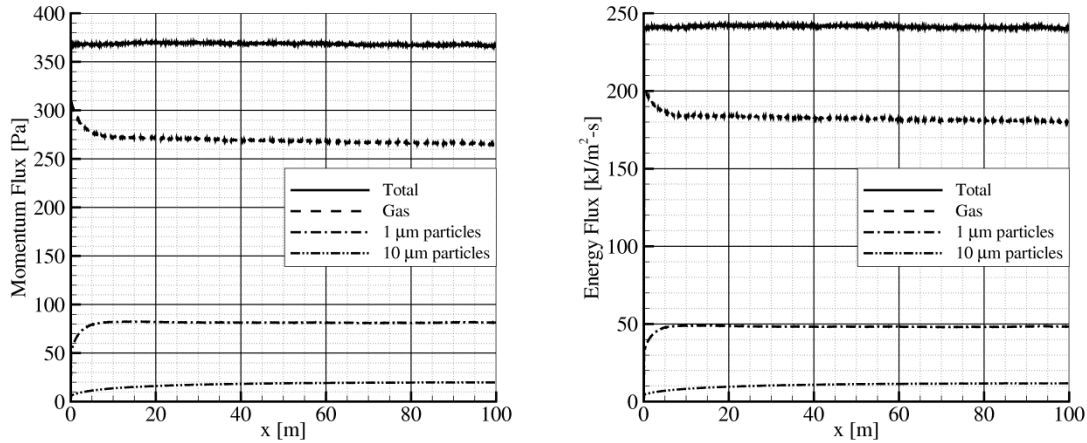 400
350
300
250
200
150
100
50
0
Momentum Flux [Pa]
Total
Gas
1 μm particles
10 μm particles
0 20 40 60 80 100
x [m]
250
200
150
100
50
0
Energy Flux [kJ/m²-s]
Total
Gas
1 μm particles
10 μm particles
0 20 40 60 80 100
x [m]